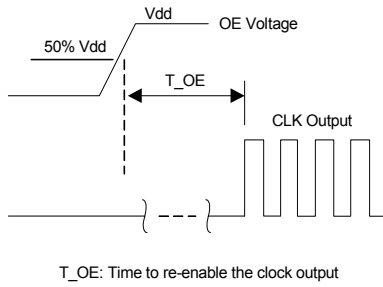 Vdd
OE Voltage
50% Vdd
T_OE
CLK Output
T_OE: Time to re-enable the clock output